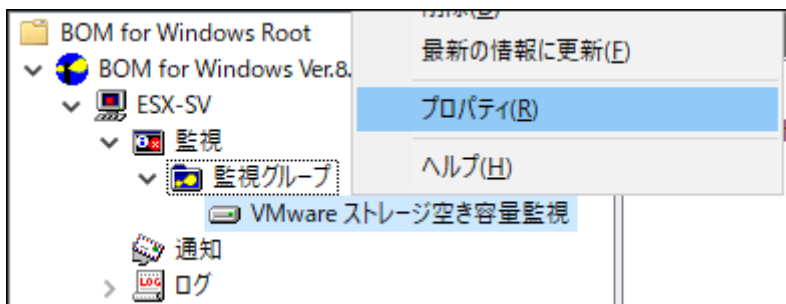 BOM for Windows Root
BOM for Windows Ver.8.
ESX-SV
監視
監視グループ
VMware ストレージ空き容量監視
通知
ログ
最新の情報に更新(F)
プロパティ(R)
ヘルプ(H)